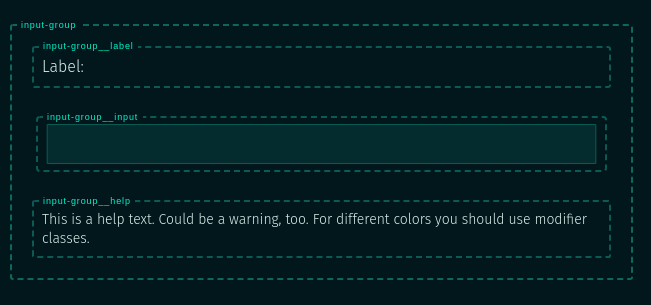 input-group
input-group__label
Label:
input-group__input
input-group__help
This is a help text. Could be a warning, too. For different colors you should use modifier
classes.